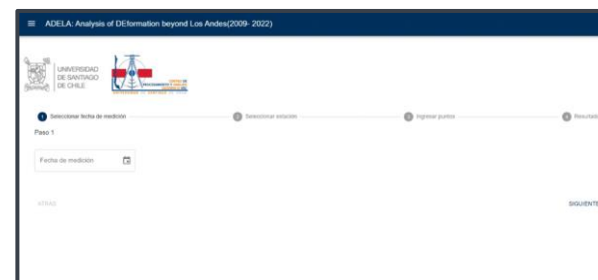 ADELA: Analysis of DEformation beyond Los Andes(2009- 2022)
UNIVERSIDAD
DE SANTIAGO
DE CHILE
1 Seleccionar fecha de medición
2 Seleccionar estación
3 Ingresar puntos
4 Resultado
Paso 1
Fecha de medición
ATRÁS
SIGUIENTE